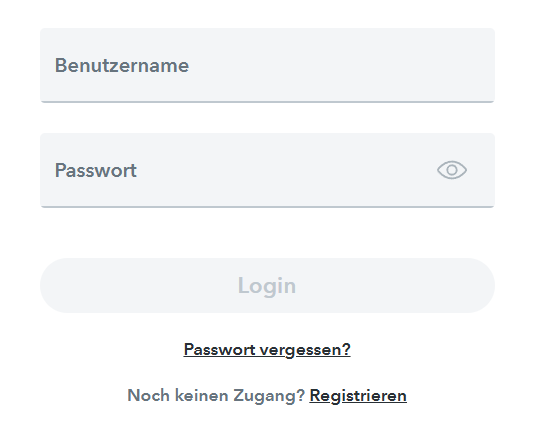 Benutzername
Passwort
Login
Passwort vergessen?
Noch keinen Zugang? Registrieren